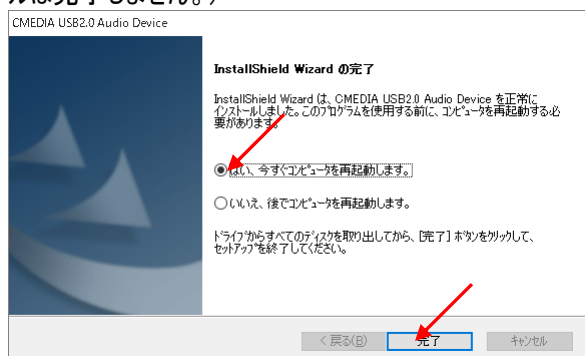 ルは完了しません。)
CMEDIA USB2.0 Audio Device
InstallShield Wizard の完了
InstallShield Wizard は、CMEDIA USB2.0 Audio Device を正常に
インストールしました。このプログラムを使用する前に、コンピュータを再起動する必
要があります。
はい、今すぐコンピュータを再起動します。
いいえ、後でコンピュータを再起動します。
ドライブからすべてのディスクを取り出してから、[完了] ボタンをクリックして、
セットアップを終了してください。
< 戻る(B)
完了
キャンセル